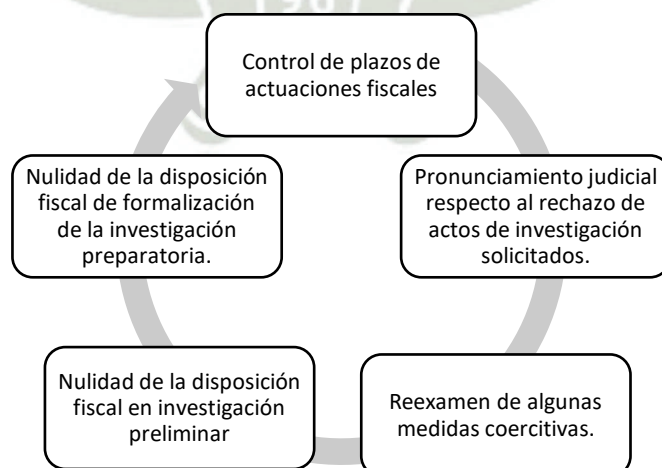 Control de plazos de
actuaciones fiscales
Pronunciamiento judicial
respecto al rechazo de
actos de investigación
solicitados.
Reexamen de algunas
medidas coercitivas.
Nulidad de la disposición
fiscal en investigación
preliminar
Nulidad de la disposición
fiscal de formalización
de la investigación
preparatoria.